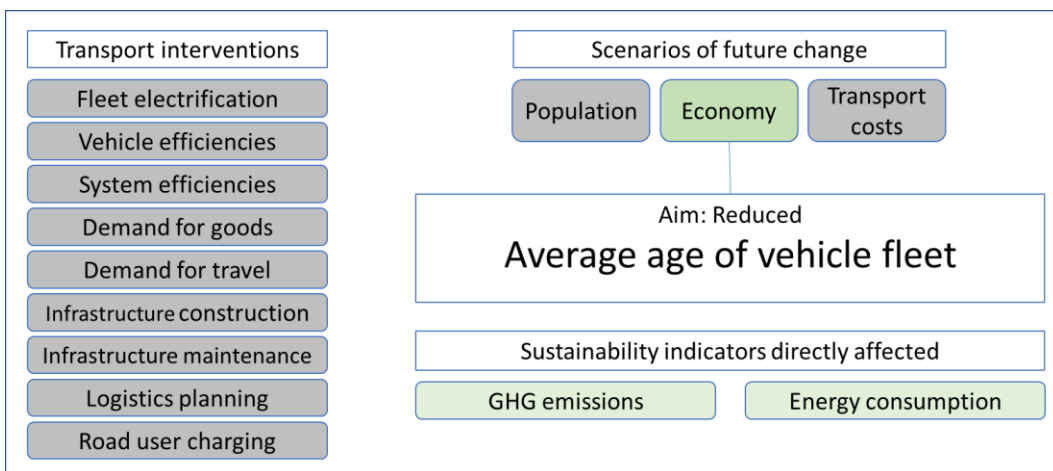 Transport interventions
Fleet electrification
Vehicle efficiencies
System efficiencies
Demand for goods
Demand for travel
Infrastructure construction
Infrastructure maintenance
Logistics planning
Road user charging
Scenarios of future change
Population
Economy
Transport
costs
Aim: Reduced
Average age of vehicle fleet
Sustainability indicators directly affected
GHG emissions
Energy consumption